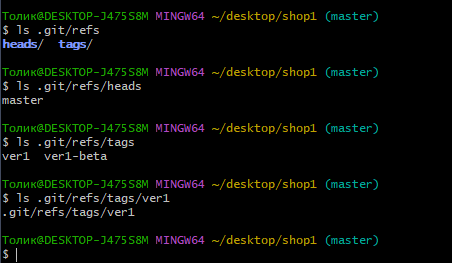 Толик@DESKTOP-J475S8M MINGW64 ~/desktop/shop1 (master)
$ ls .git/refs
heads/  tags/
Толик@DESKTOP-J475S8M MINGW64 ~/desktop/shop1 (master)
$ ls .git/refs/heads
master
Толик@DESKTOP-J475S8M MINGW64 ~/desktop/shop1 (master)
$ ls .git/refs/tags
ver1  ver1-beta
Толик@DESKTOP-J475S8M MINGW64 ~/desktop/shop1 (master)
$ ls .git/refs/tags/ver1
.git/refs/tags/ver1
Толик@DESKTOP-J475S8M MINGW64 ~/desktop/shop1 (master)
$